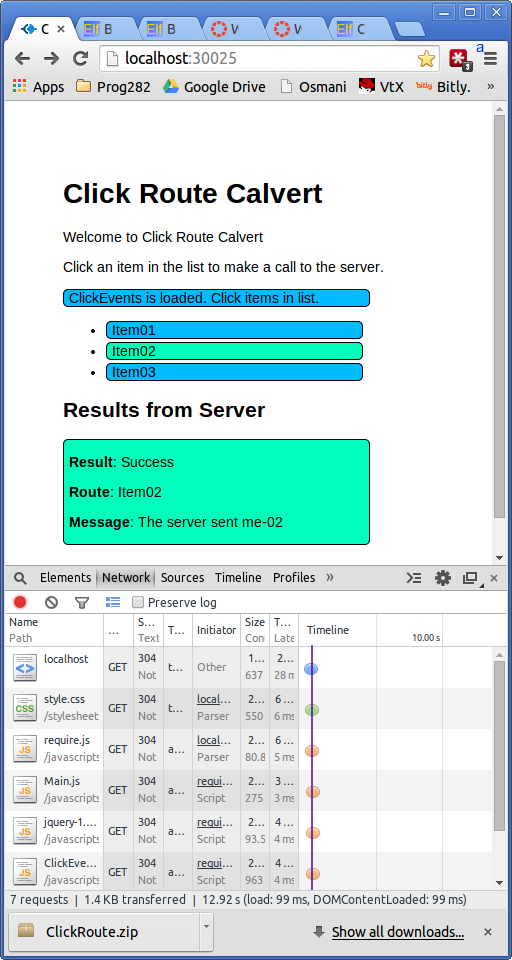 C × Elf B Elf B W W Elf C
localhost:30025 3 a
Apps Prog282 Google Drive Osmani VtX bitly Bitly. »
Click Route Calvert
Welcome to Click Route Calvert
Click an item in the list to make a call to the server.
ClickEvents is loaded. Click items in list.
• Item01
• Item02
• Item03
Results from Server
Result: Success
Route: Item02
Message: The server sent me-02
Elements Network Sources Timeline Profiles » ×
Preserve log
Name ... S... T... Initiator Size T... Timeline
Path Text Con Late 10.00 s
localhost GET 304 t... Other 1... 2...
Not 637 28 m
style.css GET 304 t... local... 2... 6 ...
/stylesheet Not Parser 550 6 ms
require.js GET 304 a... local... 2... 6 ...
/javascripts Not Parser 80.8 5 ms
Main.js GET 304 a... requi... 2... 3 ...
/javascripts Not Script 275 3 ms
jquery-1.... GET 304 a... requi... 2... 4 ...
/javascripts Not Script 93.5 4 ms
ClickEve... GET 304 a... requi... 2... 4 ...
/javascripts Not Script 963 4 ms
7 requests | 1.4 KB transferred | 12.92 s (load: 99 ms, DOMContentLoaded: 99 ms)
ClickRoute.zip Show all downloads... ×